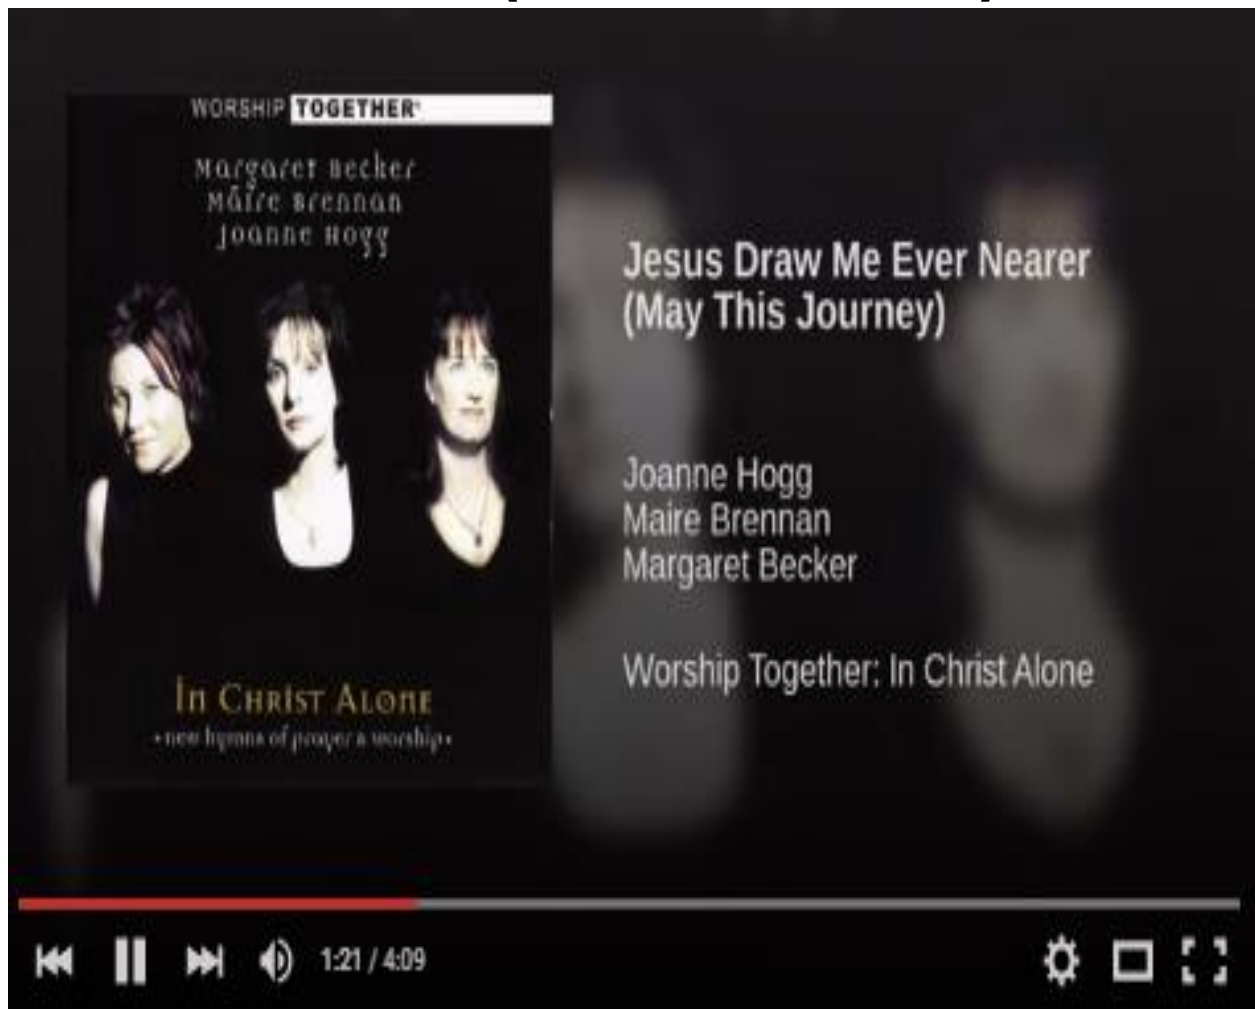 WORSHIP TOGETHER®
Margaret Becker
Máire Brennan
Joanne Hogg
In Christ Alone
•new hymns of prayer & worship•
Jesus Draw Me Ever Nearer
(May This Journey)
Joanne Hogg
Maire Brennan
Margaret Becker
Worship Together: In Christ Alone
1:21 / 4:09